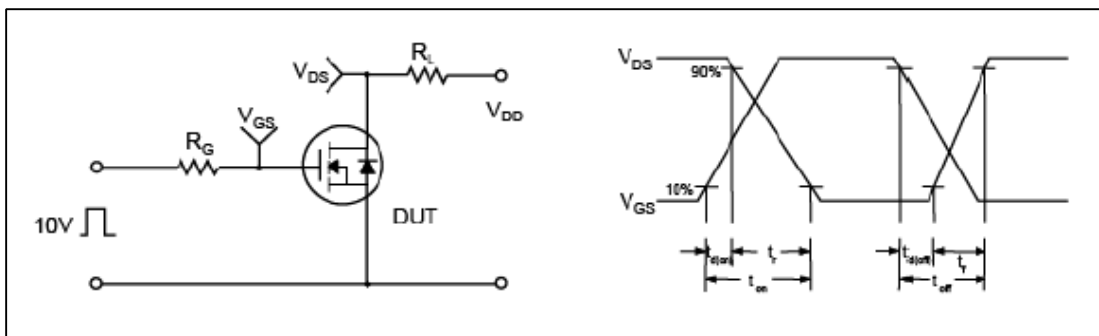 V_DS
R_L
V_DD
V_GS
R_G
10V
DUT
V_DS
90%
10%
V_GS
t_d(on)
t_r
t_on
t_d(off)
t_f
t_off